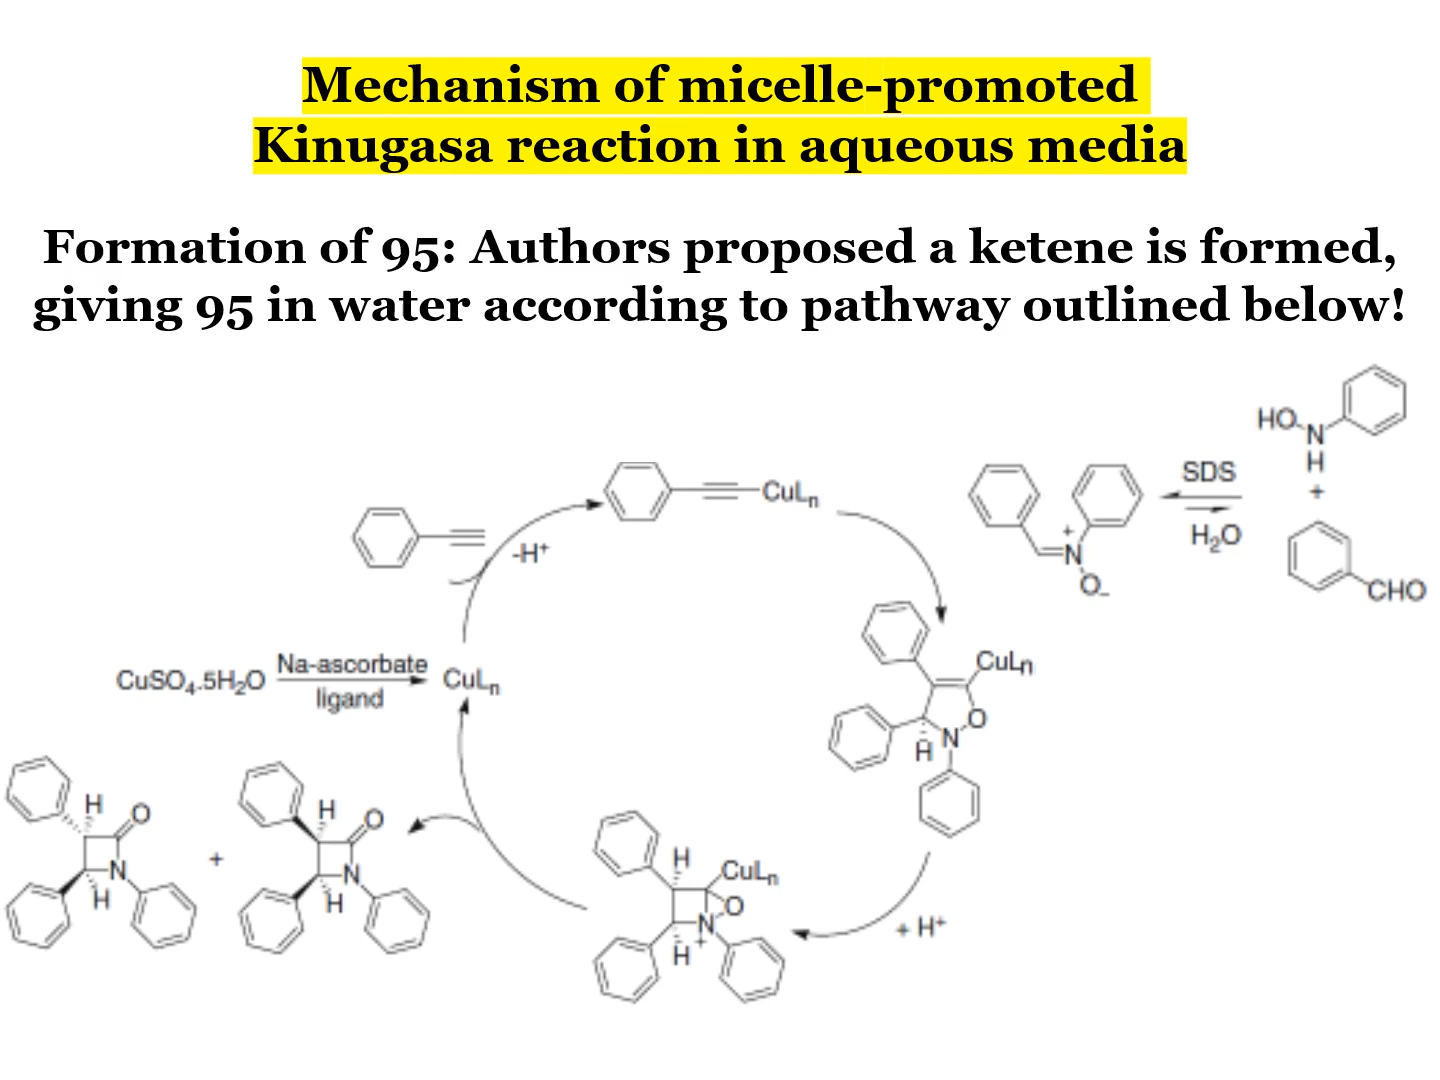 Mechanism of micelle-promoted
Kinugasa reaction in aqueous media
Formation of 95: Authors proposed a ketene is formed,
giving 95 in water according to pathway outlined below!
HO
N
H
+
SDS
H₂O
CHO
+
N
O−
CuLn
-H⁺
CuSO₄.5H₂O
Na-ascorbate
ligand
CuLn
CuLn
O
N
H
+ H⁺
H
CuLn
O
N
+
H
H
O
N
H
+
H
O
N
H